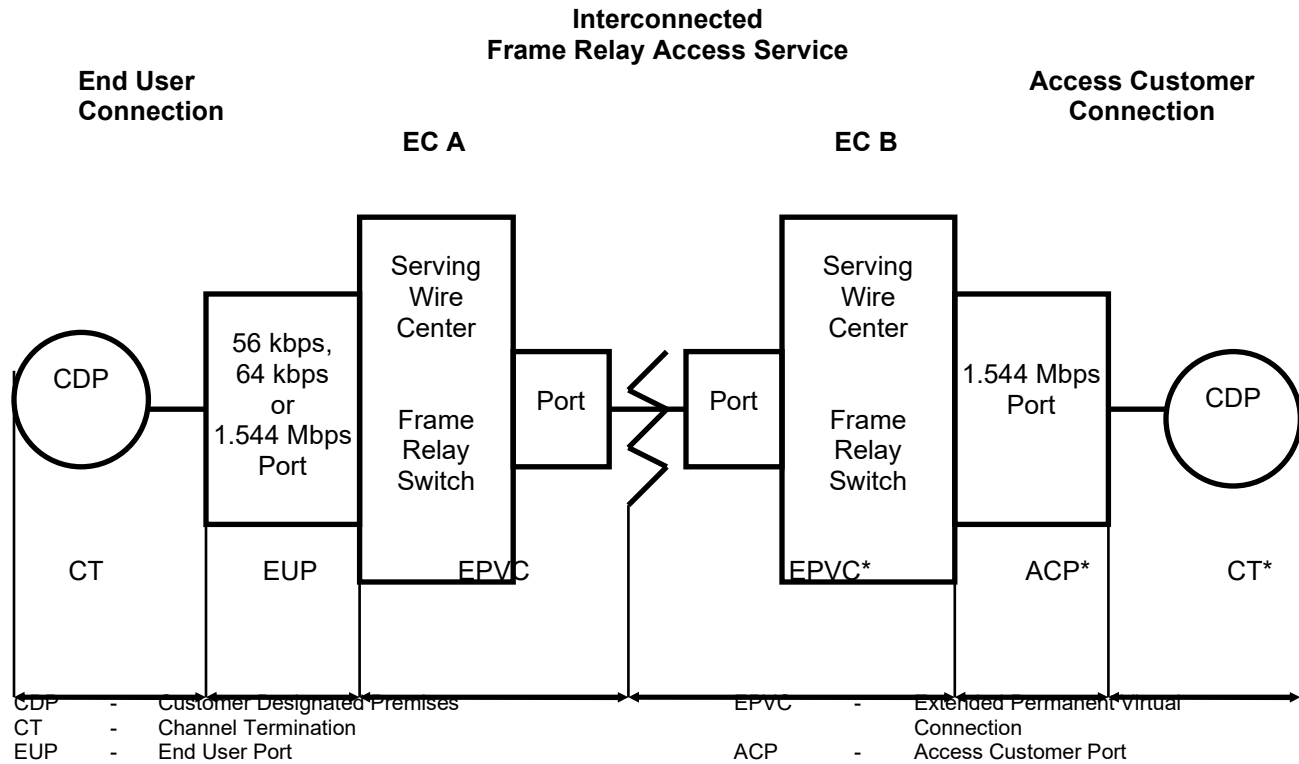 Interconnected
Frame Relay Access Service
End User
Connection
Access Customer
Connection
EC A
EC B
Serving
Wire
Center
Frame
Relay
Switch
Serving
Wire
Center
Frame
Relay
Switch
CDP
56 kbps,
64 kbps
or
1.544 Mbps
Port
Port
Port
1.544 Mbps
Port
CDP
CT
EUP
EPVC
EPVC*
ACP*
CT*
CDP - Customer Designated Premises
CT - Channel Termination
EUP - End User Port
EPVC - Extended Permanent Virtual
Connection
ACP - Access Customer Port